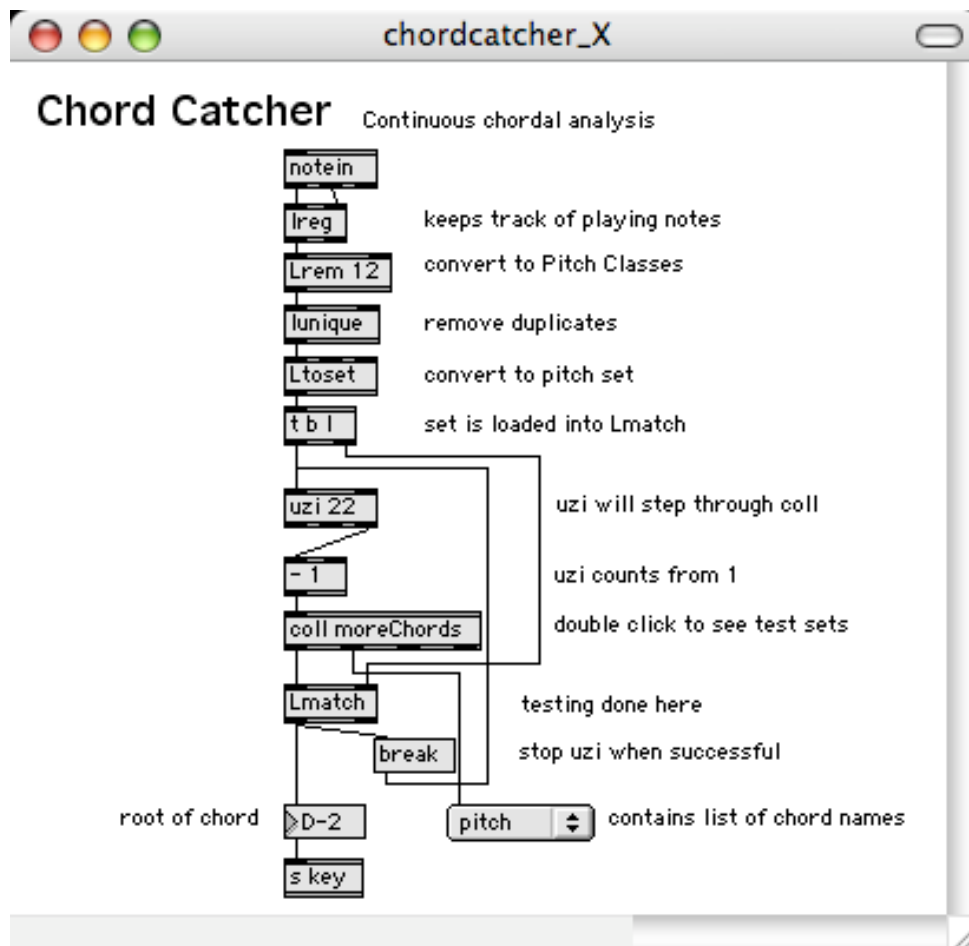 chordcatcher_X
Chord Catcher
Continuous chordal analysis
notein
lreg
keeps track of playing notes
Lrem 12
convert to Pitch Classes
lunique
remove duplicates
Ltoset
convert to pitch set
t b l
set is loaded into Lmatch
uzi 22
uzi will step through coll
- 1
uzi counts from 1
coll moreChords
double click to see test sets
Lmatch
testing done here
break
stop uzi when successful
root of chord
D-2
pitch
contains list of chord names
s key